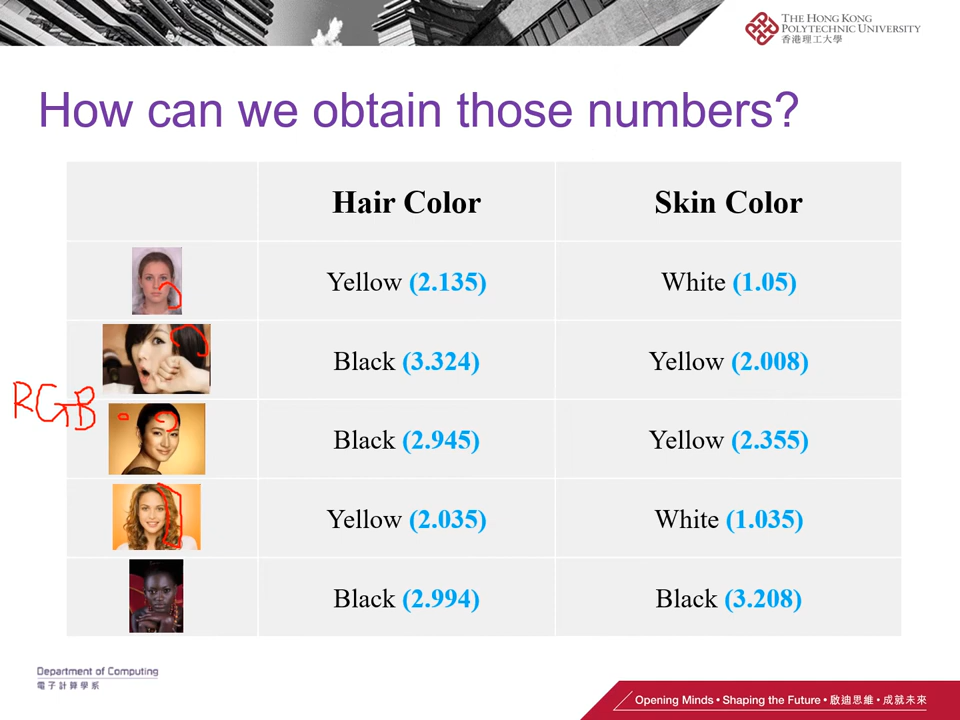 THE HONG KONG
POLYTECHNIC UNIVERSITY
香港理工大學
How can we obtain those numbers?
Hair Color Skin Color
Yellow (2.135) White (1.05)
Black (3.324) Yellow (2.008)
RGB
Black (2.945) Yellow (2.355)
Yellow (2.035) White (1.035)
Black (2.994) Black (3.208)
Department of Computing
電子計算學系
Opening Minds • Shaping the Future • 啟迪思維 • 成就未來